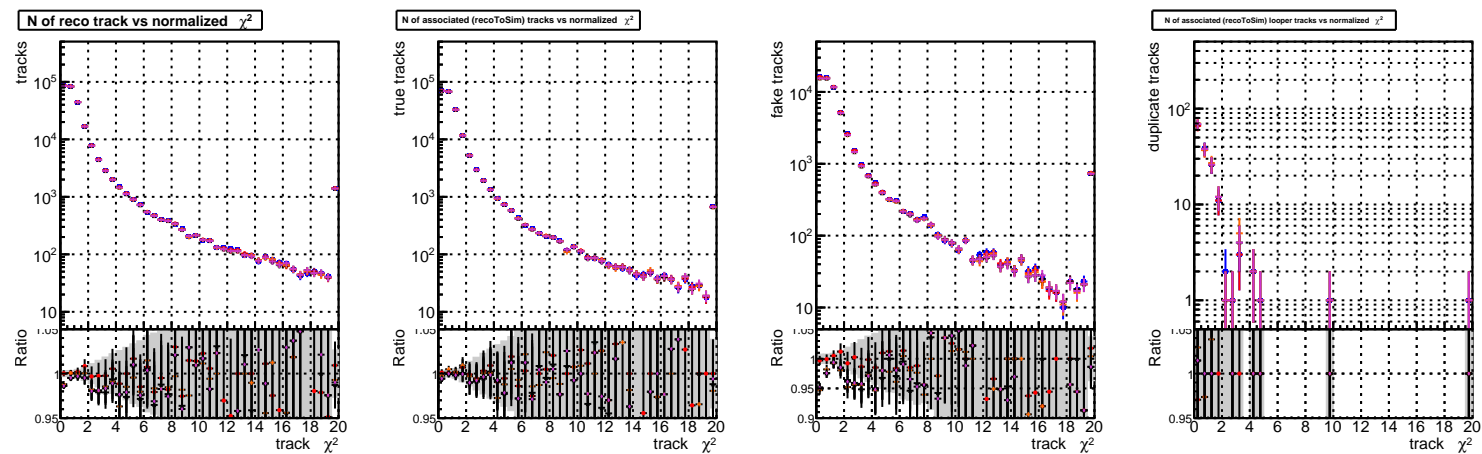 N of reco track vs normalized χ²
tracks
10⁵
10⁴
10³
10²
10
Ratio
1.05
1
0.95
0 2 4 6 8 10 12 14 16 18 20
track χ²
N of associated (recoToSim) tracks vs normalized χ²
true tracks
10⁵
10⁴
10³
10²
10
Ratio
1.05
1
0.95
0 2 4 6 8 10 12 14 16 18 20
track χ²
fake tracks
10⁴
10³
10²
10
Ratio
1
0.95
0.9
0 2 4 6 8 10 12 14 16 18 20
track χ²
N of associated (recoToSim) looper tracks vs normalized χ²
duplicate tracks
10²
10
1
Ratio
1.05
1
0.95
0 2 4 6 8 10 12 14 16 18 20
track χ²